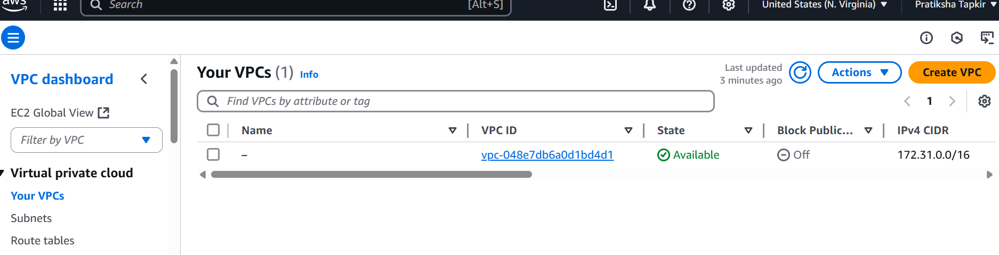 aws
Search
[Alt+S]
United States (N. Virginia)
Pratiksha Tapkir
VPC dashboard
EC2 Global View
Filter by VPC
Virtual private cloud
Your VPCs
Subnets
Route tables
Your VPCs (1) Info
Last updated
3 minutes ago
Actions
Create VPC
Find VPCs by attribute or tag
1
Name VPC ID State Block Public... IPv4 CIDR
– vpc-048e7db6a0d1bd4d1 Available Off 172.31.0.0/16